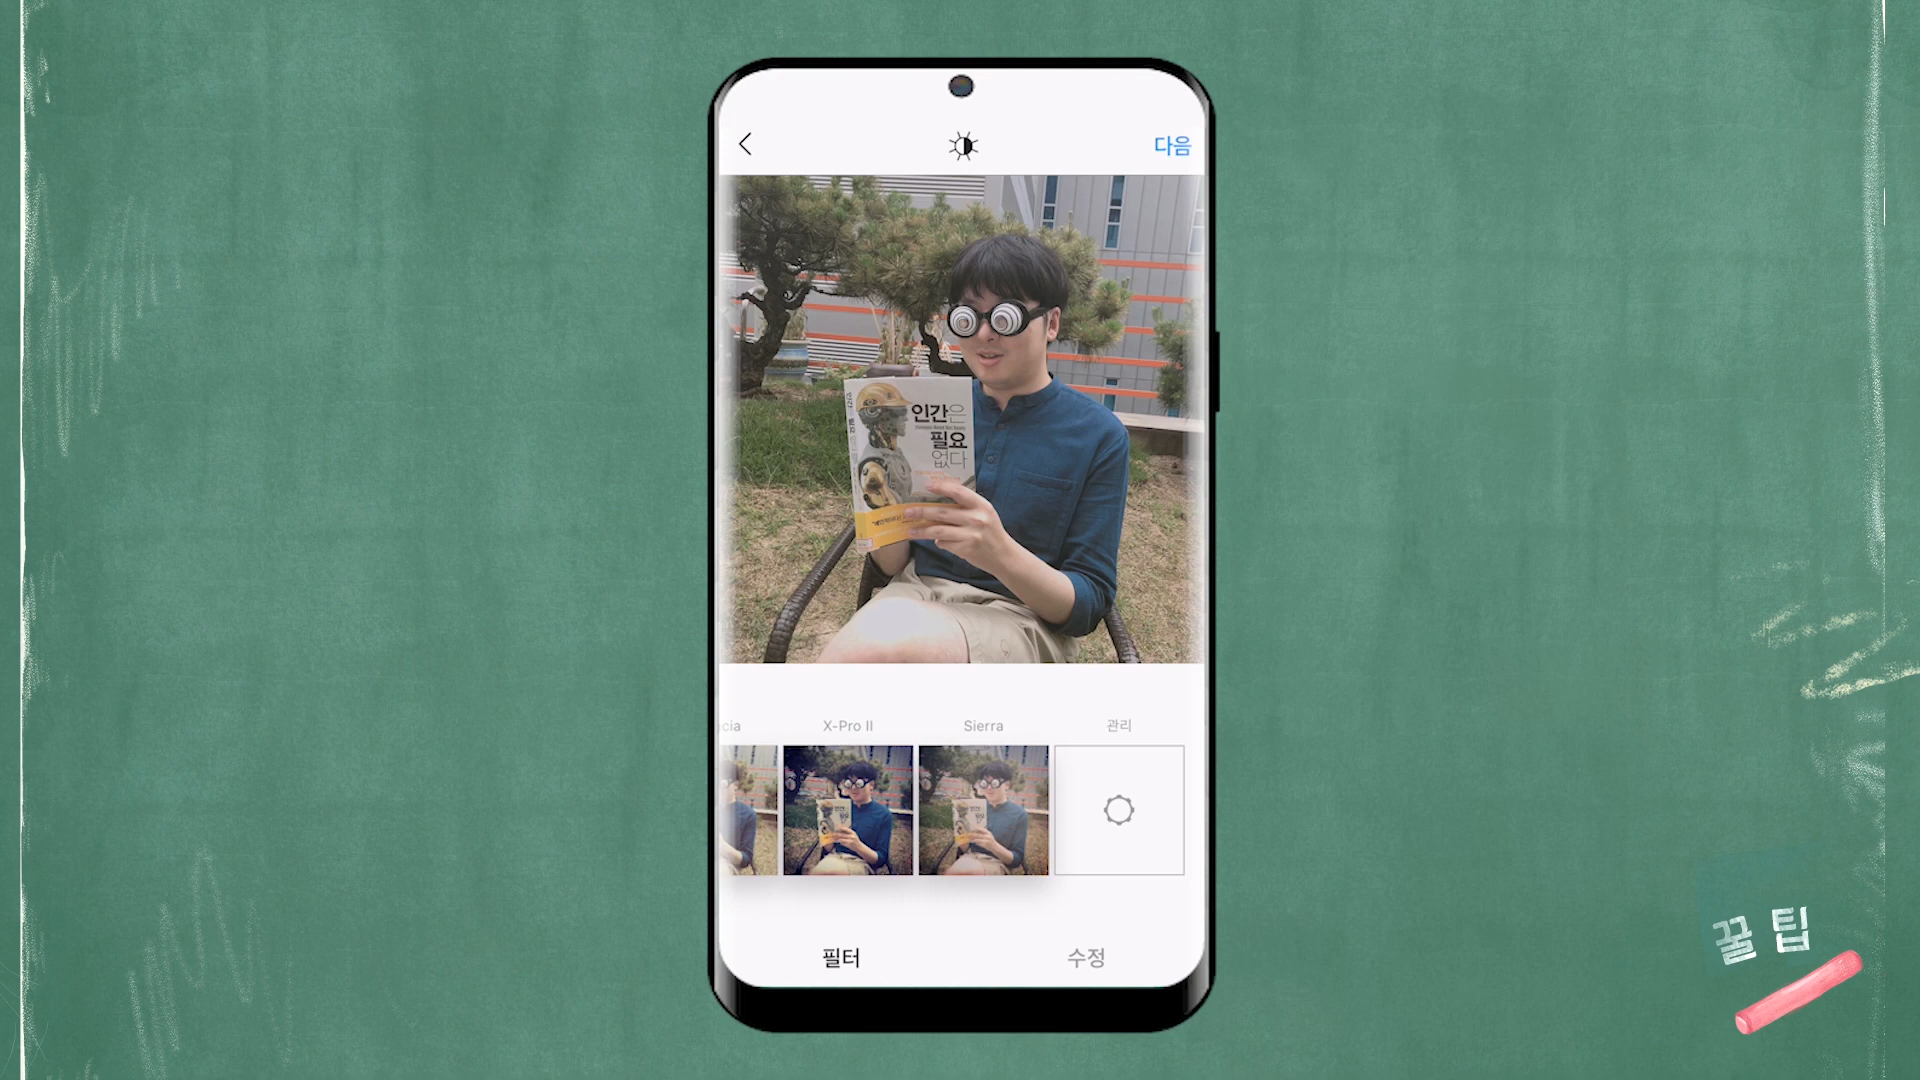 다음
인간은
필요
없다
cia
X-Pro II
Sierra
관리
필터
수정
꿀팁